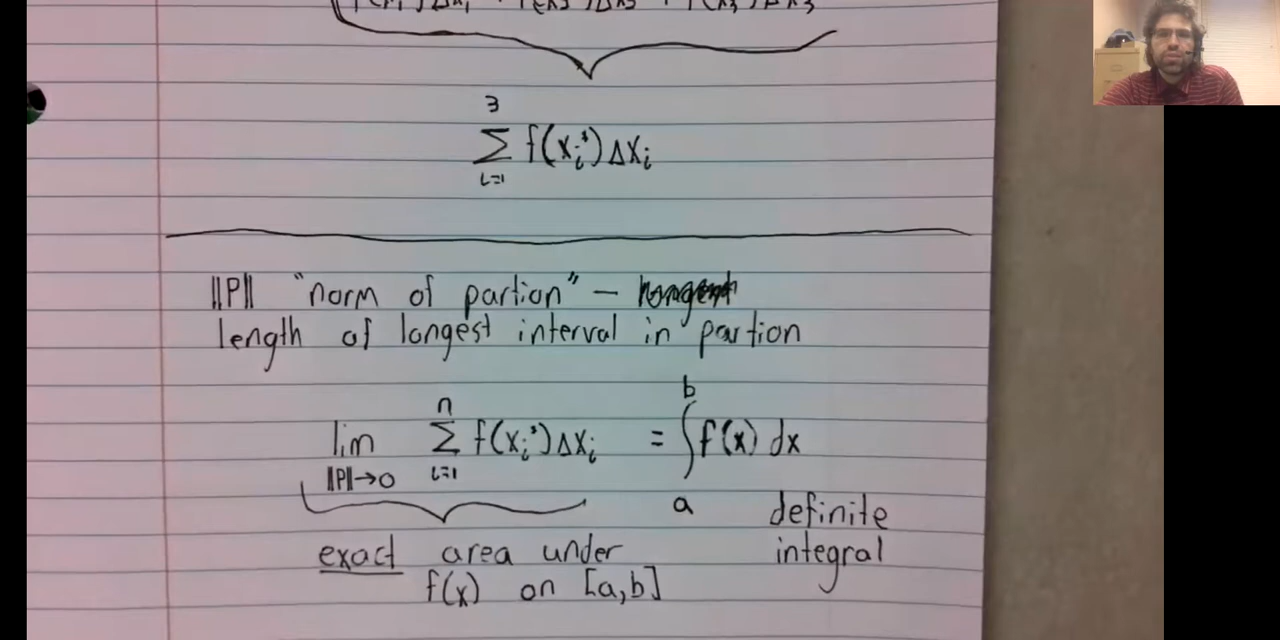 3
∑ f(xᵢ*)Δxᵢ
i=1
‖P‖ "norm of partion" –
length of longest interval in partion
lim ∑ f(xᵢ*)Δxᵢ = ∫ f(x) dx
n b
‖P‖→0 i=1 a
exact area under
f(x) on [a,b]
definite
integral